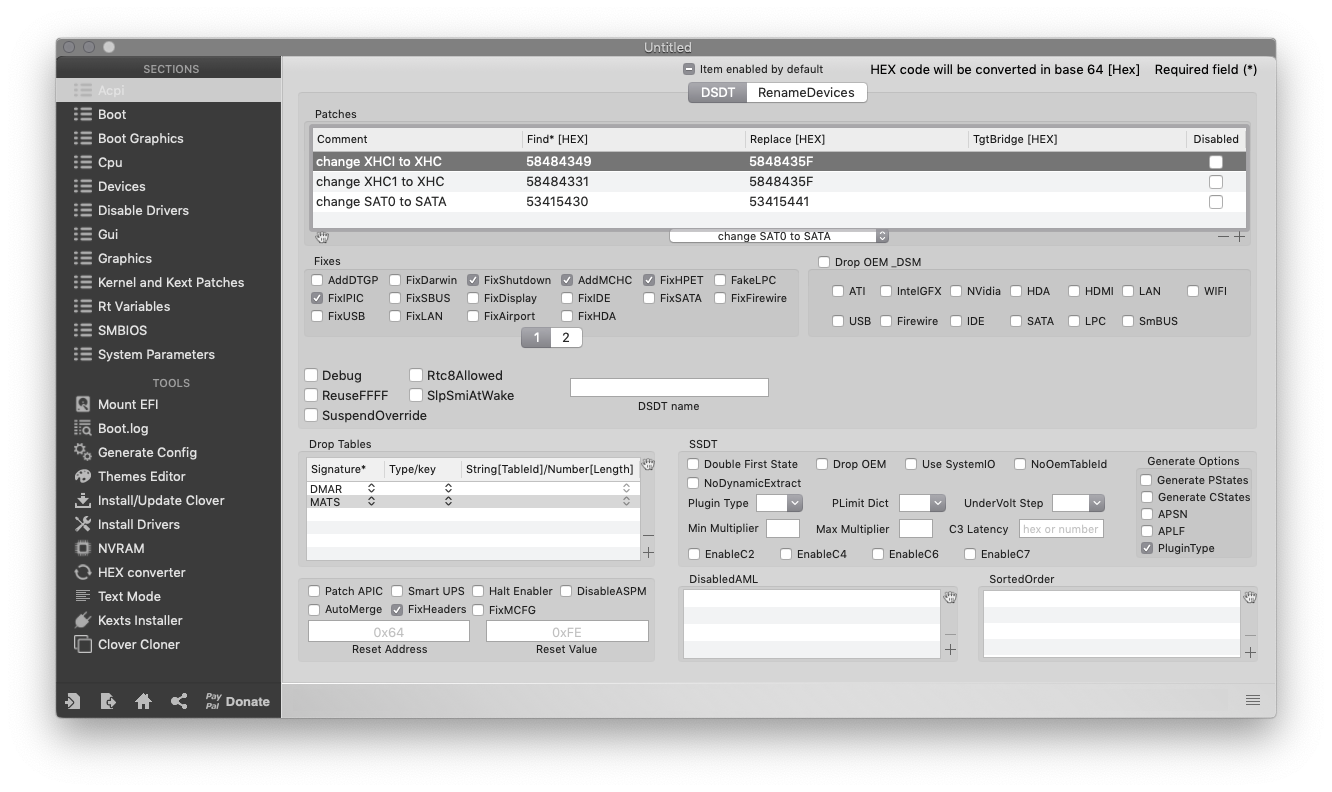 Untitled
SECTIONS
Acpi
Boot
Boot Graphics
Cpu
Devices
Disable Drivers
Gui
Graphics
Kernel and Kext Patches
Rt Variables
SMBIOS
System Parameters
TOOLS
Mount EFI
Boot.log
Generate Config
Themes Editor
Install/Update Clover
Install Drivers
NVRAM
HEX converter
Text Mode
Kexts Installer
Clover Cloner
Pay Pal Donate
Item enabled by default HEX code will be converted in base 64 [Hex] Required field (*)
DSDT RenameDevices
Patches
Comment Find* [HEX] Replace [HEX] TgtBridge [HEX] Disabled
change XHCI to XHC 58484349 5848435F
change XHC1 to XHC 58484331 5848435F
change SAT0 to SATA 53415430 53415441
change SAT0 to SATA
Fixes
AddDTGP FixDarwin FixShutdown AddMCHC FixHPET FakeLPC
FixIPIC FixSBUS FixDisplay FixIDE FixSATA FixFirewire
FixUSB FixLAN FixAirport FixHDA
1 2
Drop OEM _DSM
ATI IntelGFX NVidia HDA HDMI LAN WIFI
USB Firewire IDE SATA LPC SmBUS
Debug Rtc8Allowed
ReuseFFFF SlpSmiAtWake
SuspendOverride
DSDT name
Drop Tables
Signature* Type/key String[TableId]/Number[Length]
DMAR
MATS
SSDT
Double First State Drop OEM Use SystemIO NoOemTableId
NoDynamicExtract
Plugin Type PLimit Dict UnderVolt Step
Min Multiplier Max Multiplier C3 Latency hex or number
EnableC2 EnableC4 EnableC6 EnableC7
Generate Options
Generate PStates
Generate CStates
APSN
APLF
PluginType
Patch APIC Smart UPS Halt Enabler DisableASPM
AutoMerge FixHeaders FixMCFG
0x64 0xFE
Reset Address Reset Value
DisabledAML
SortedOrder